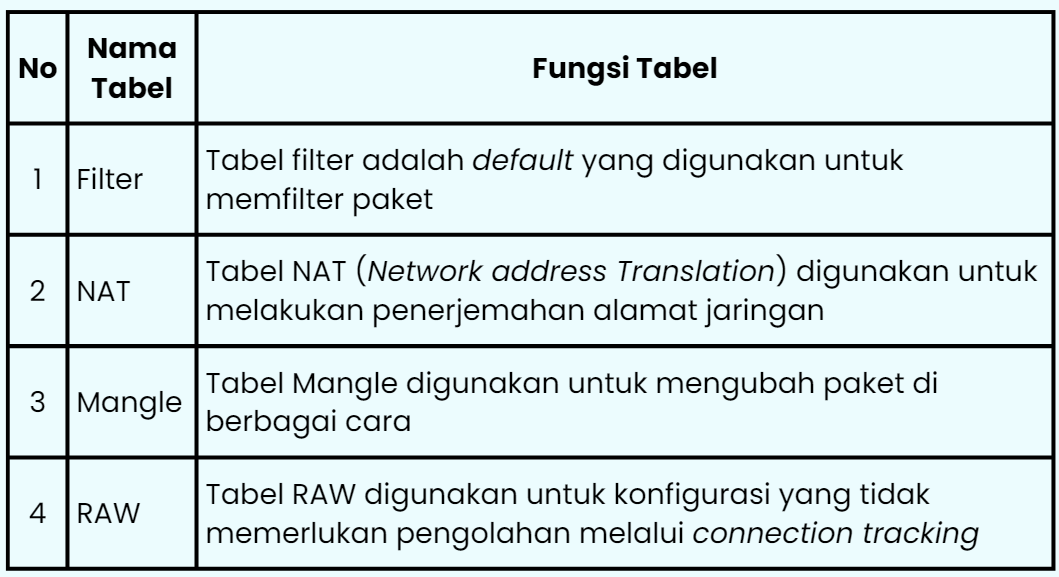 No
Nama
Tabel
Fungsi Tabel
1
Filter
Tabel filter adalah default yang digunakan untuk
memfilter paket
2
NAT
Tabel NAT (Network address Translation) digunakan untuk
melakukan penerjemahan alamat jaringan
3
Mangle
Tabel Mangle digunakan untuk mengubah paket di
berbagai cara
4
RAW
Tabel RAW digunakan untuk konfigurasi yang tidak
memerlukan pengolahan melalui connection tracking